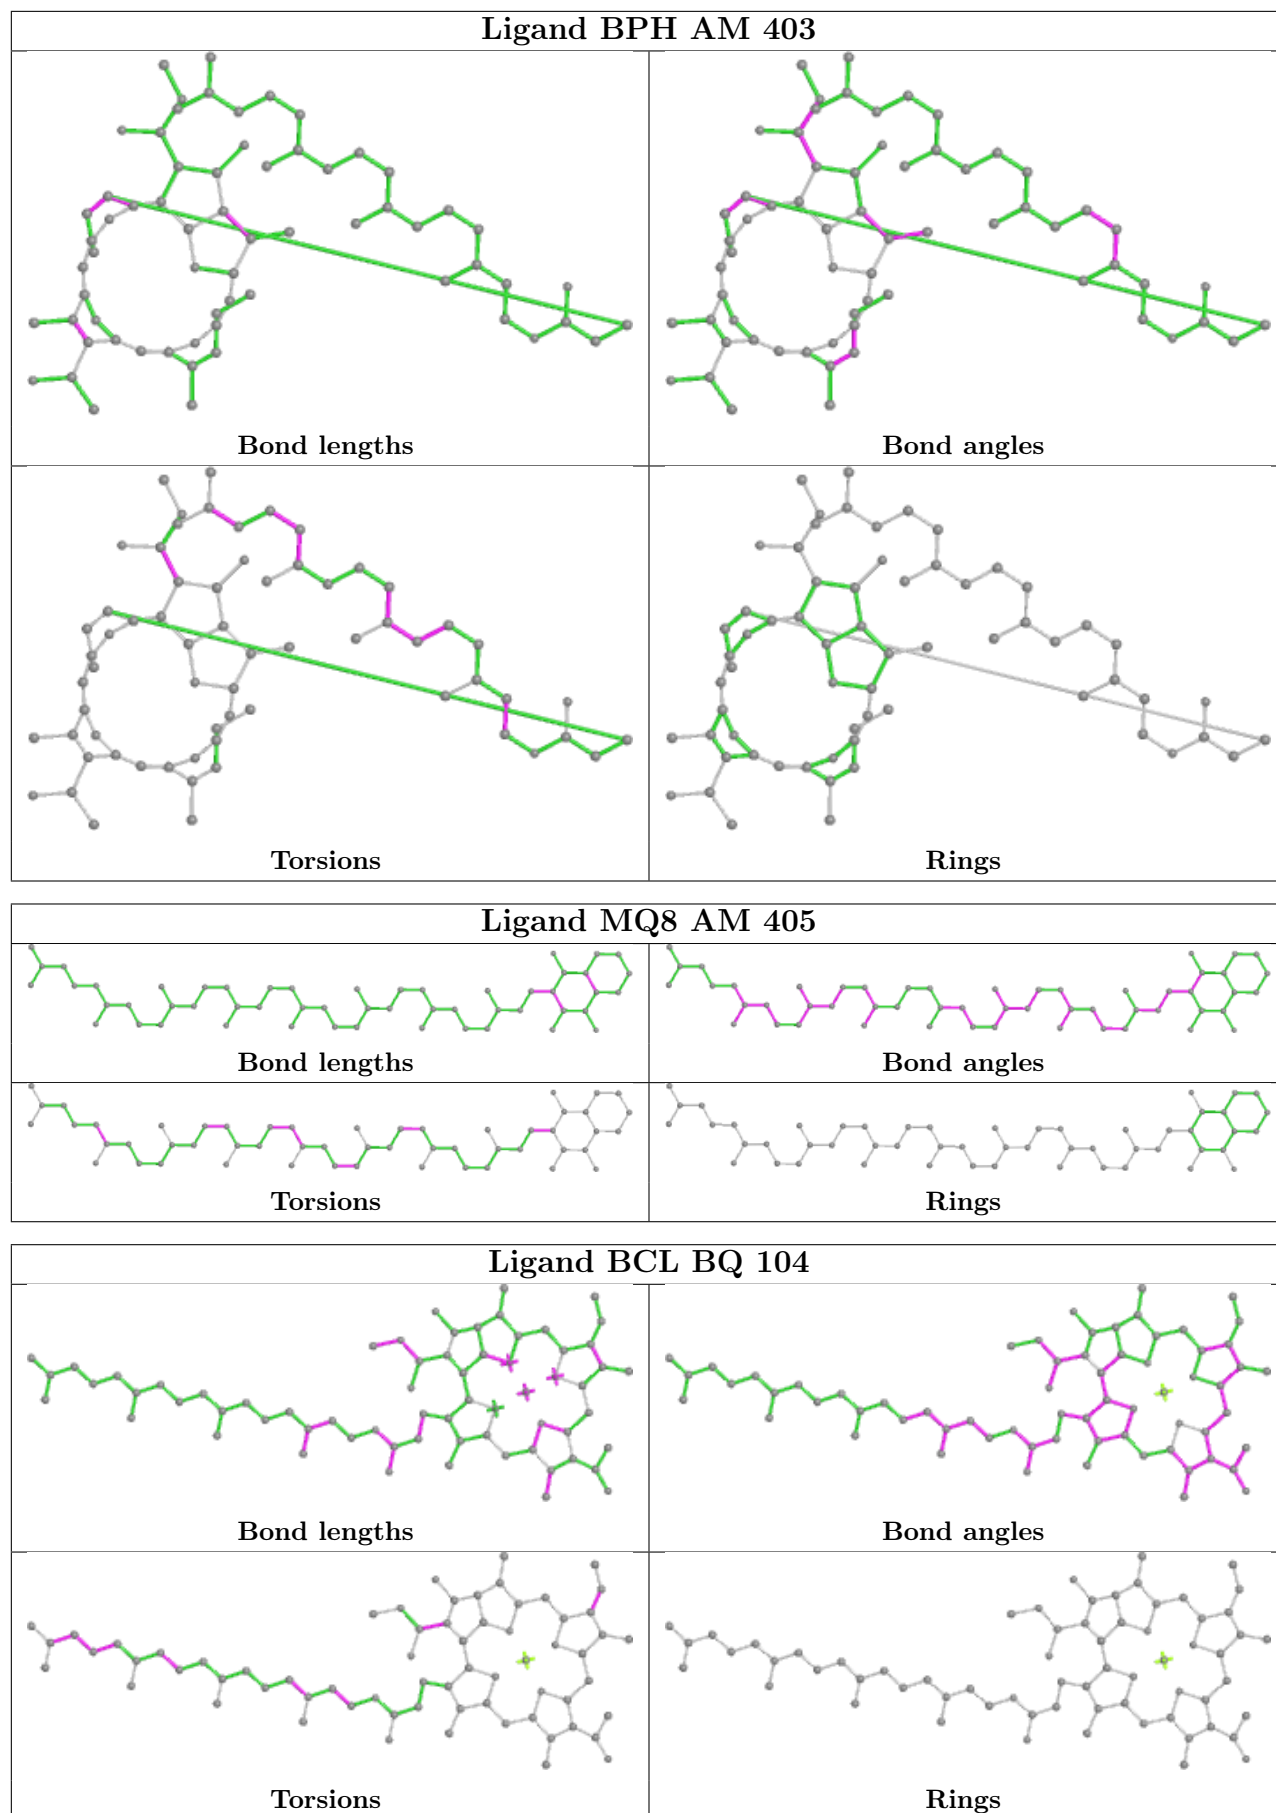 Ligand BPH AM 403
Bond lengths
Bond angles
Torsions
Rings
Ligand MQ8 AM 405
Bond lengths
Bond angles
Torsions
Rings
Ligand BCL BQ 104
Bond lengths
Bond angles
Torsions
Rings